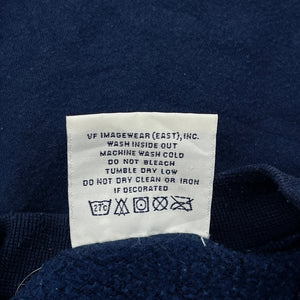 VF IMAGEWEAR (EAST), INC.
WASH INSIDE OUT
MACHINE WASH COLD
DO NOT BLEACH
TUMBLE DRY LOW
DO NOT DRY CLEAN OR IRON
IF DECORATED